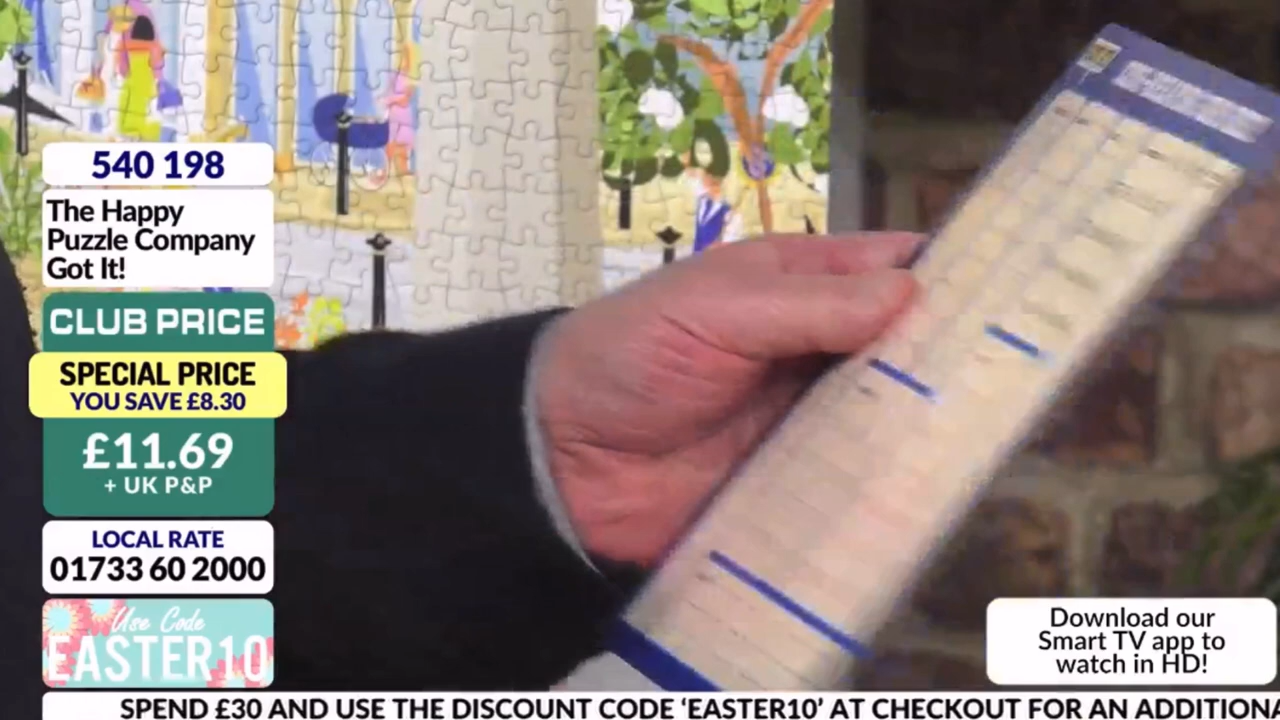 540 198
The Happy
Puzzle Company
Got It!
CLUB PRICE
SPECIAL PRICE
YOU SAVE £8.30
£11.69
+ UK P&P
LOCAL RATE
01733 60 2000
Use Code
EASTER10
Download our
Smart TV app to
watch in HD!
SPEND £30 AND USE THE DISCOUNT CODE 'EASTER10' AT CHECKOUT FOR AN ADDITIONA